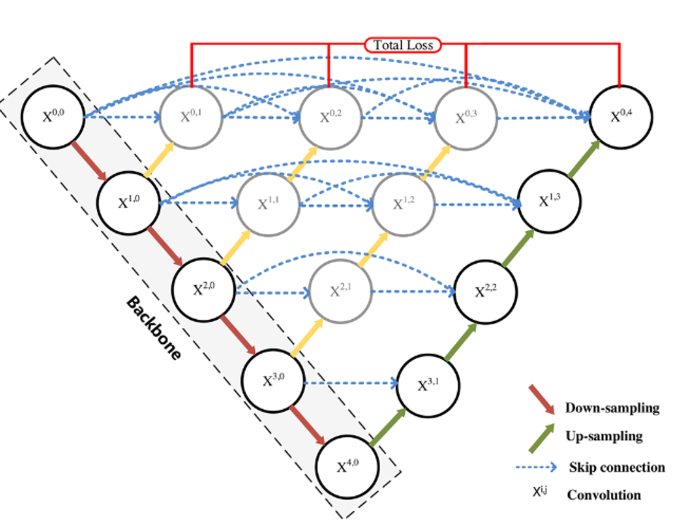 Total Loss
X0,0
X0,1
X0,2
X0,3
X0,4
X1,0
X1,1
X1,2
X1,3
X2,0
X2,1
X2,2
Backbone
X3,0
X3,1
X4,0
Down-sampling
Up-sampling
Skip connection
Xi,j Convolution